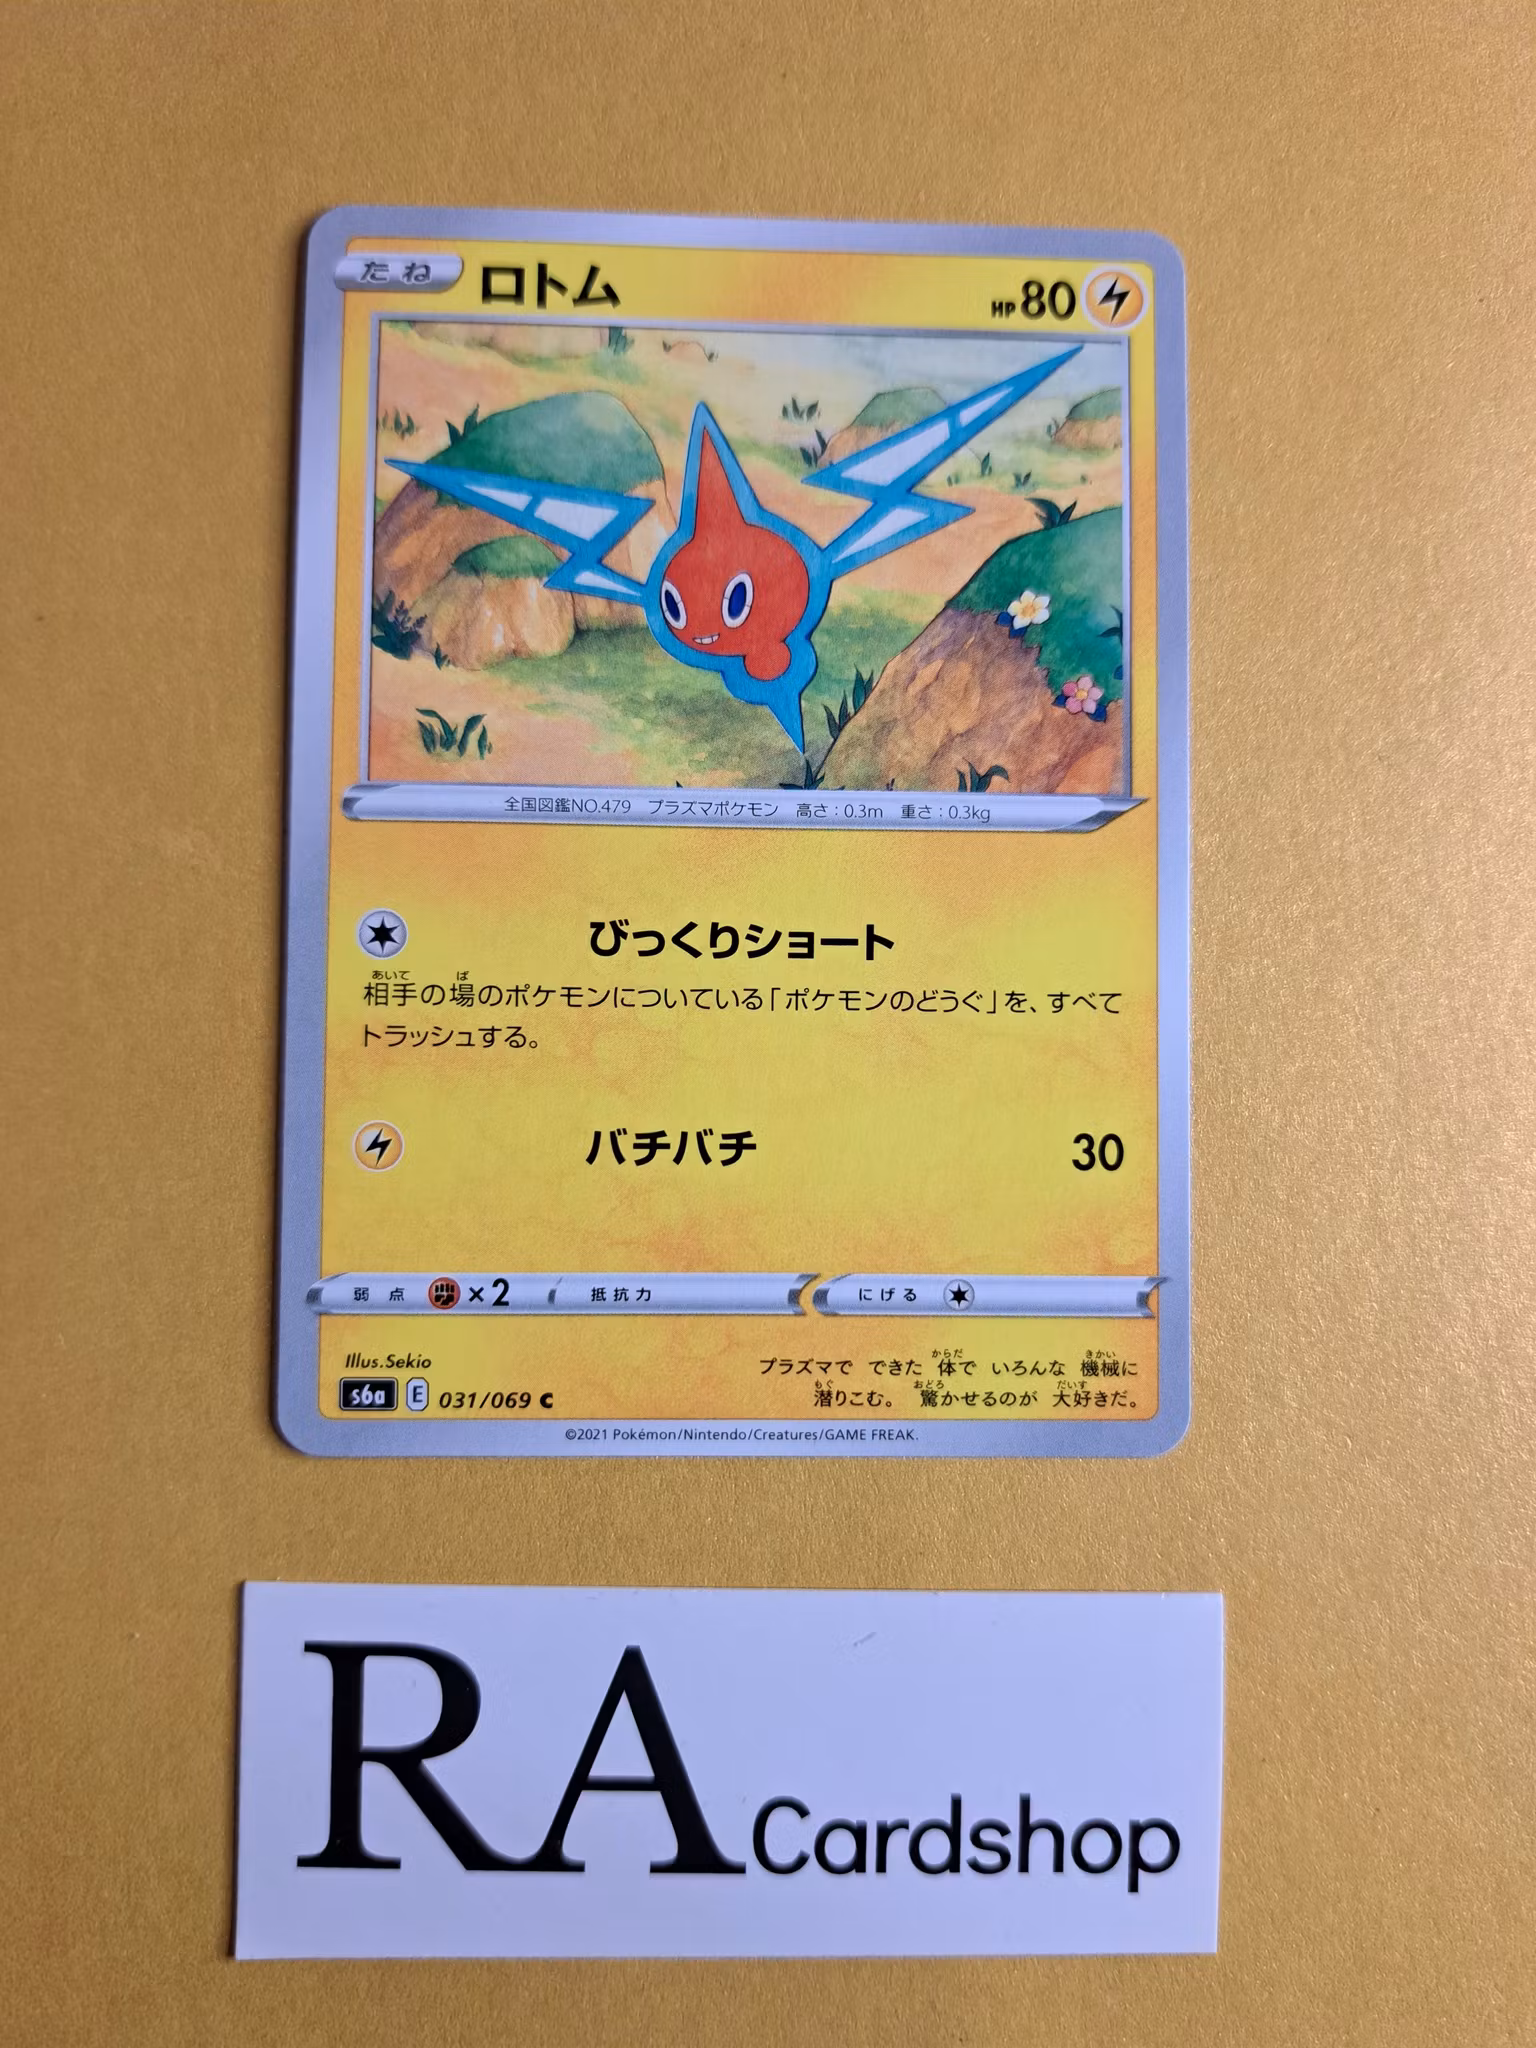 たね ロトム HP80
全国図鑑NO.479 プラズマポケモン 高さ:0.3m 重さ:0.3kg
びっくりショート
あいて ば
相手の場のポケモンについている「ポケモンのどうぐ」を、すべて
トラッシュする。
バチバチ 30
弱点 ×2 抵抗力 にげる
Illus.Sekio
からだ きかい
プラズマで できた 体で いろんな 機械に
もぐ おどろ だいす
潜りこむ。 驚かせるのが 大好きだ。
s6a E 031/069 C
©2021 Pokémon/Nintendo/Creatures/GAME FREAK.
RA Cardshop